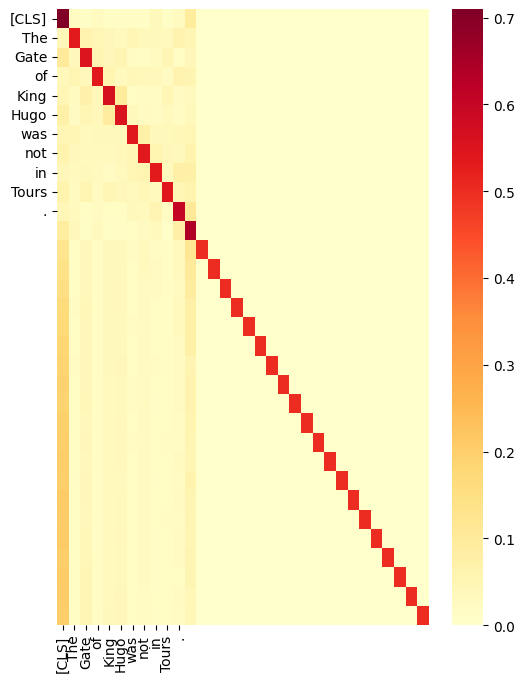 [CLS]
The
Gate
of
King
Hugo
was
not
in
Tours
.
0.7
0.6
0.5
0.4
0.3
0.2
0.1
0.0
[CLS]
The
Gate
of
King
Hugo
was
not
in
Tours
.